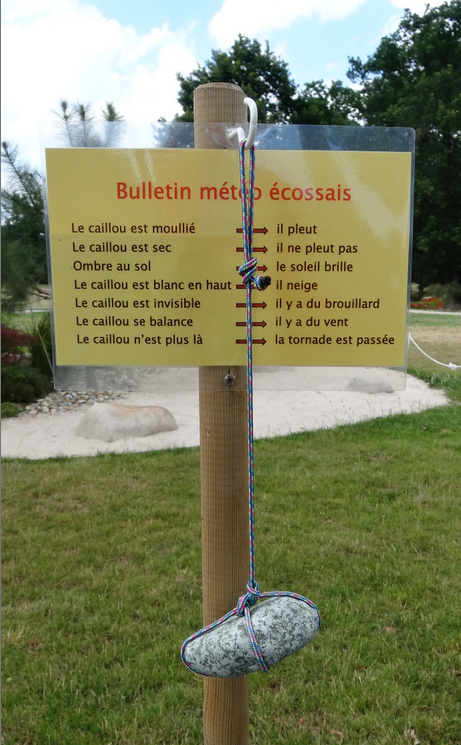 Bulletin météo écossais
Le caillou est moullié il pleut
Le caillou est sec il ne pleut pas
Ombre au sol le soleil brille
Le caillou est blanc en haut il neige
Le caillou est invisible il y a du brouillard
Le caillou se balance il y a du vent
Le caillou n'est plus là la tornade est passée